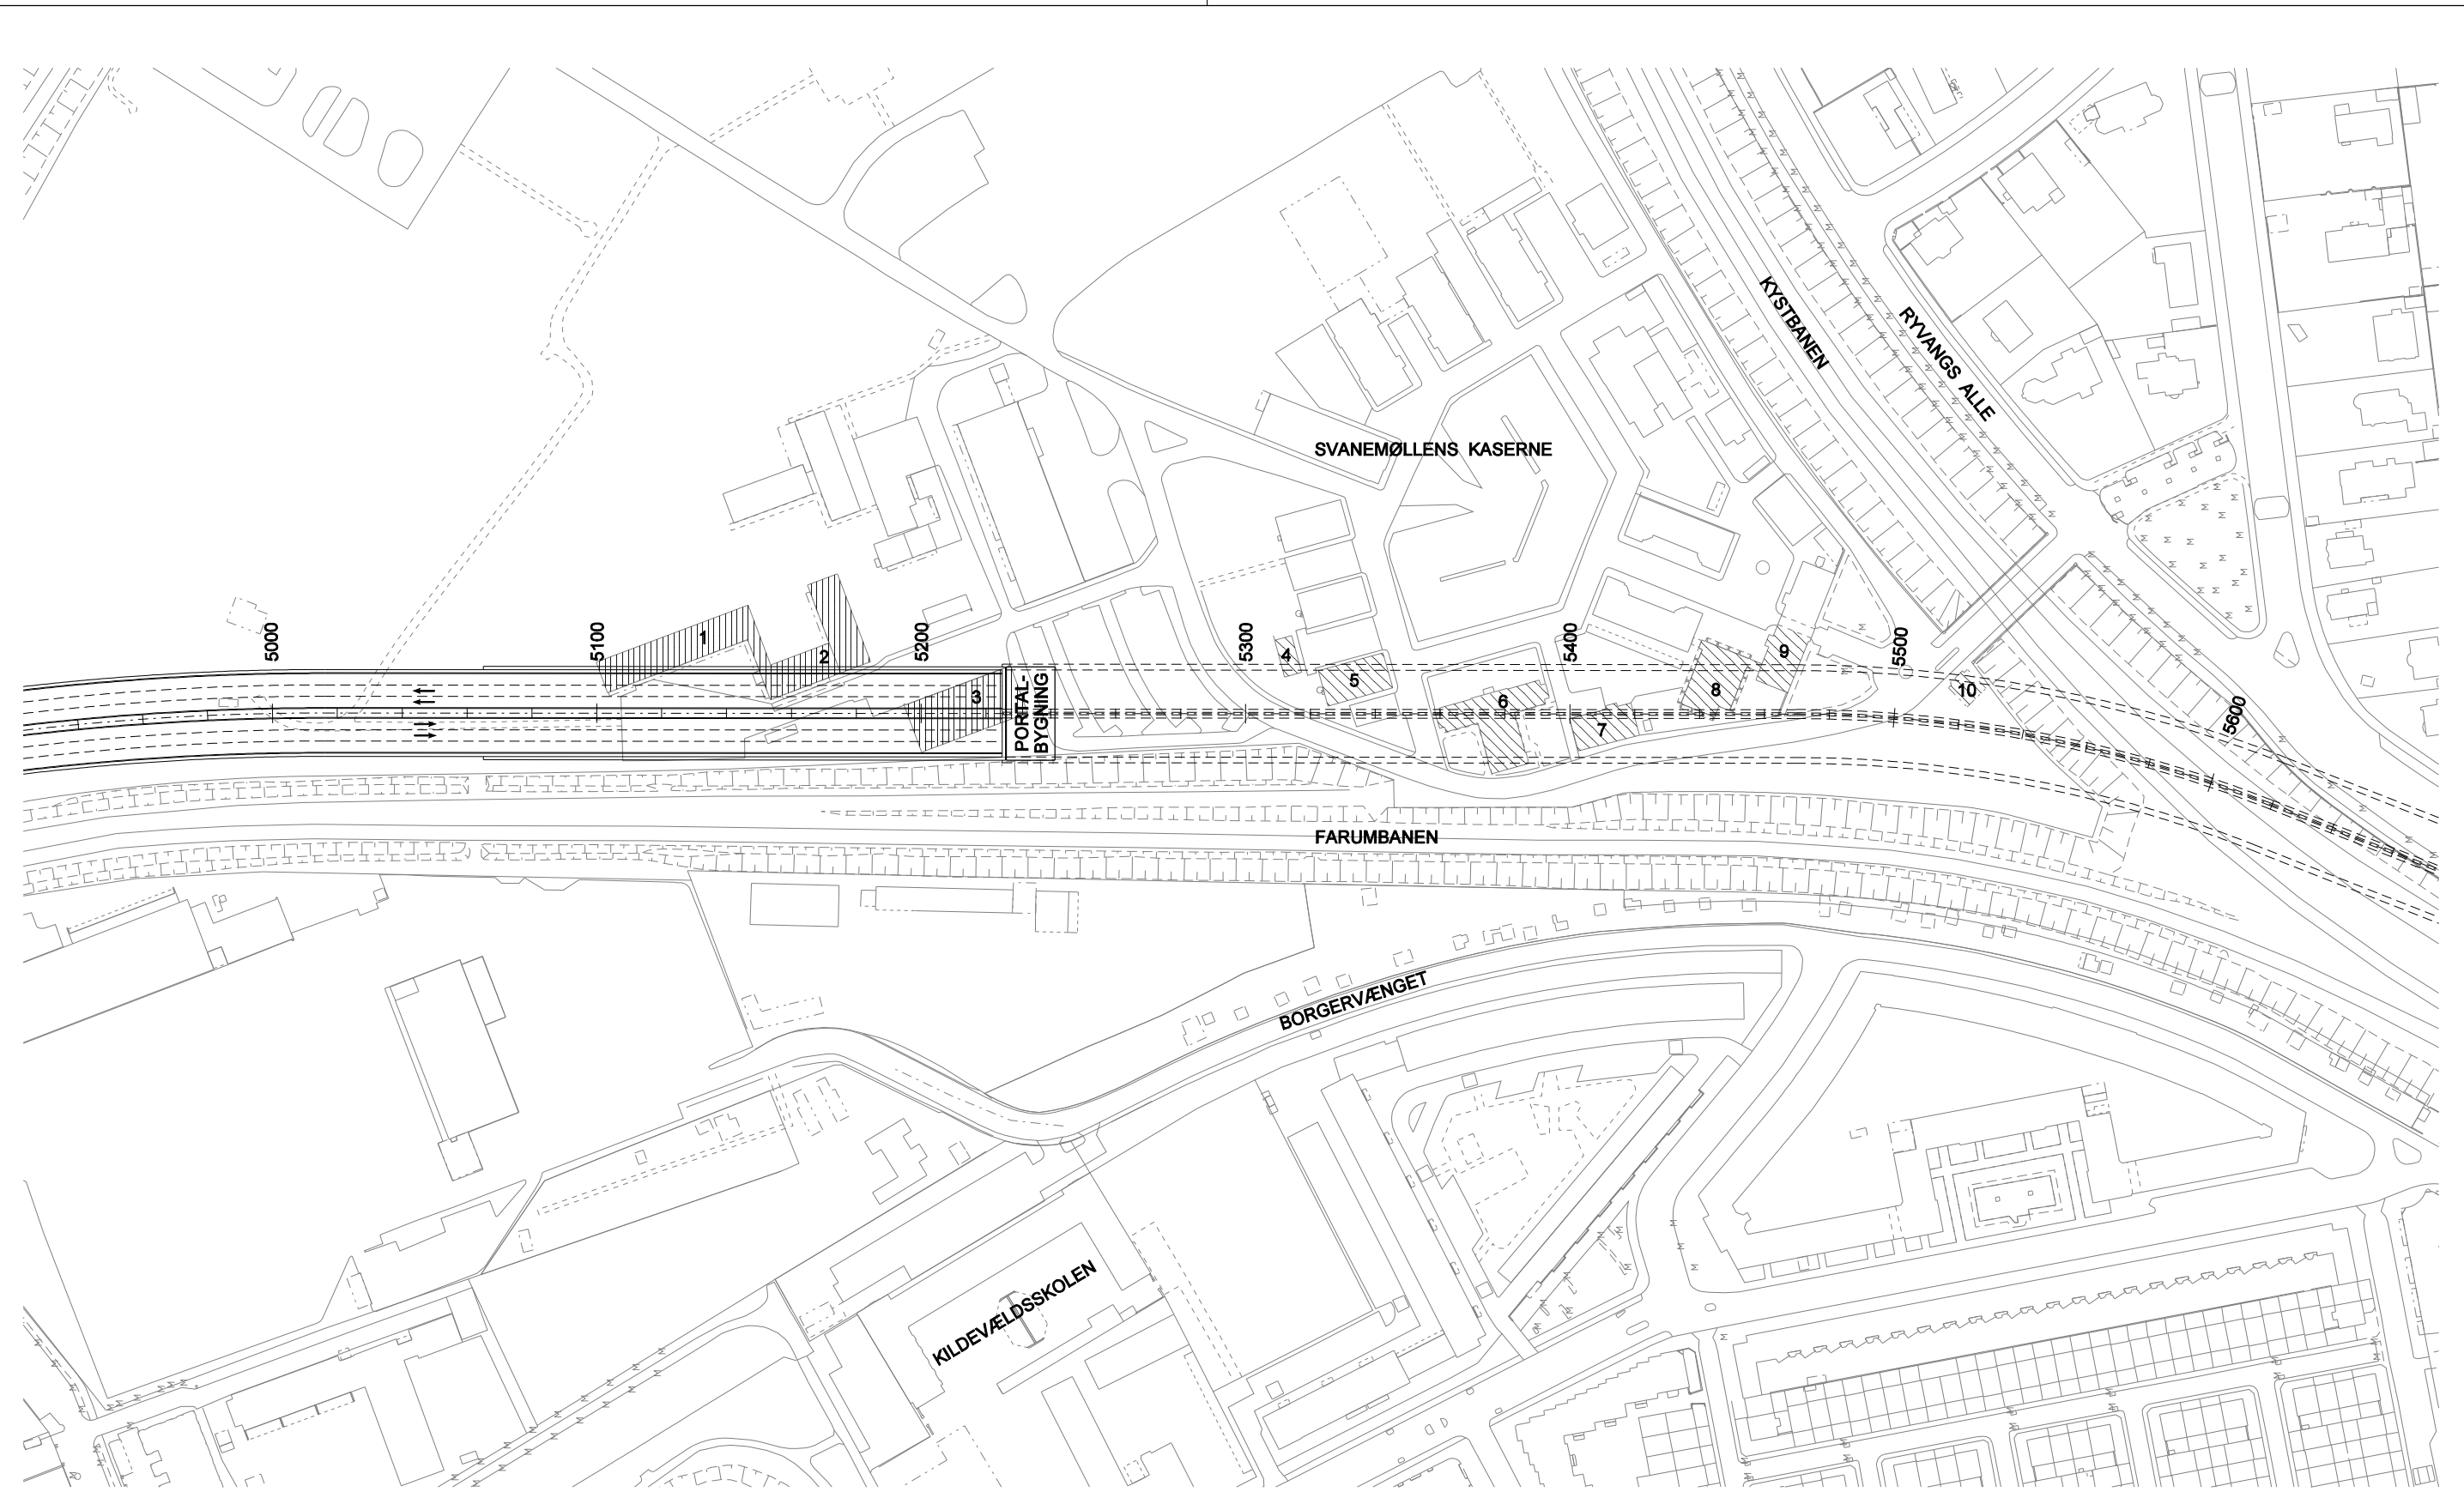 KYSTBANEN
RYVANGS ALLE
SVANEMØLLENS KASERNE
5000
5100
5200
5300
5400
5500
5600
1
2
3
4
5
6
7
8
9
10
PORTAL-
BYGNING
FARUMBANEN
BORGERVÆNGET
KILDEVÆLDSSKOLEN